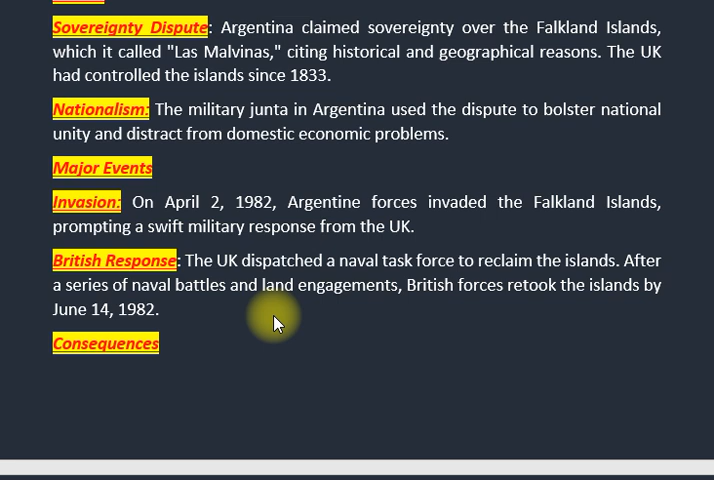 Sovereignty Dispute: Argentina claimed sovereignty over the Falkland Islands,
which it called "Las Malvinas," citing historical and geographical reasons. The UK
had controlled the islands since 1833.
Nationalism: The military junta in Argentina used the dispute to bolster national
unity and distract from domestic economic problems.
Major Events
Invasion: On April 2, 1982, Argentine forces invaded the Falkland Islands,
prompting a swift military response from the UK.
British Response: The UK dispatched a naval task force to reclaim the islands. After
a series of naval battles and land engagements, British forces retook the islands by
June 14, 1982.
Consequences